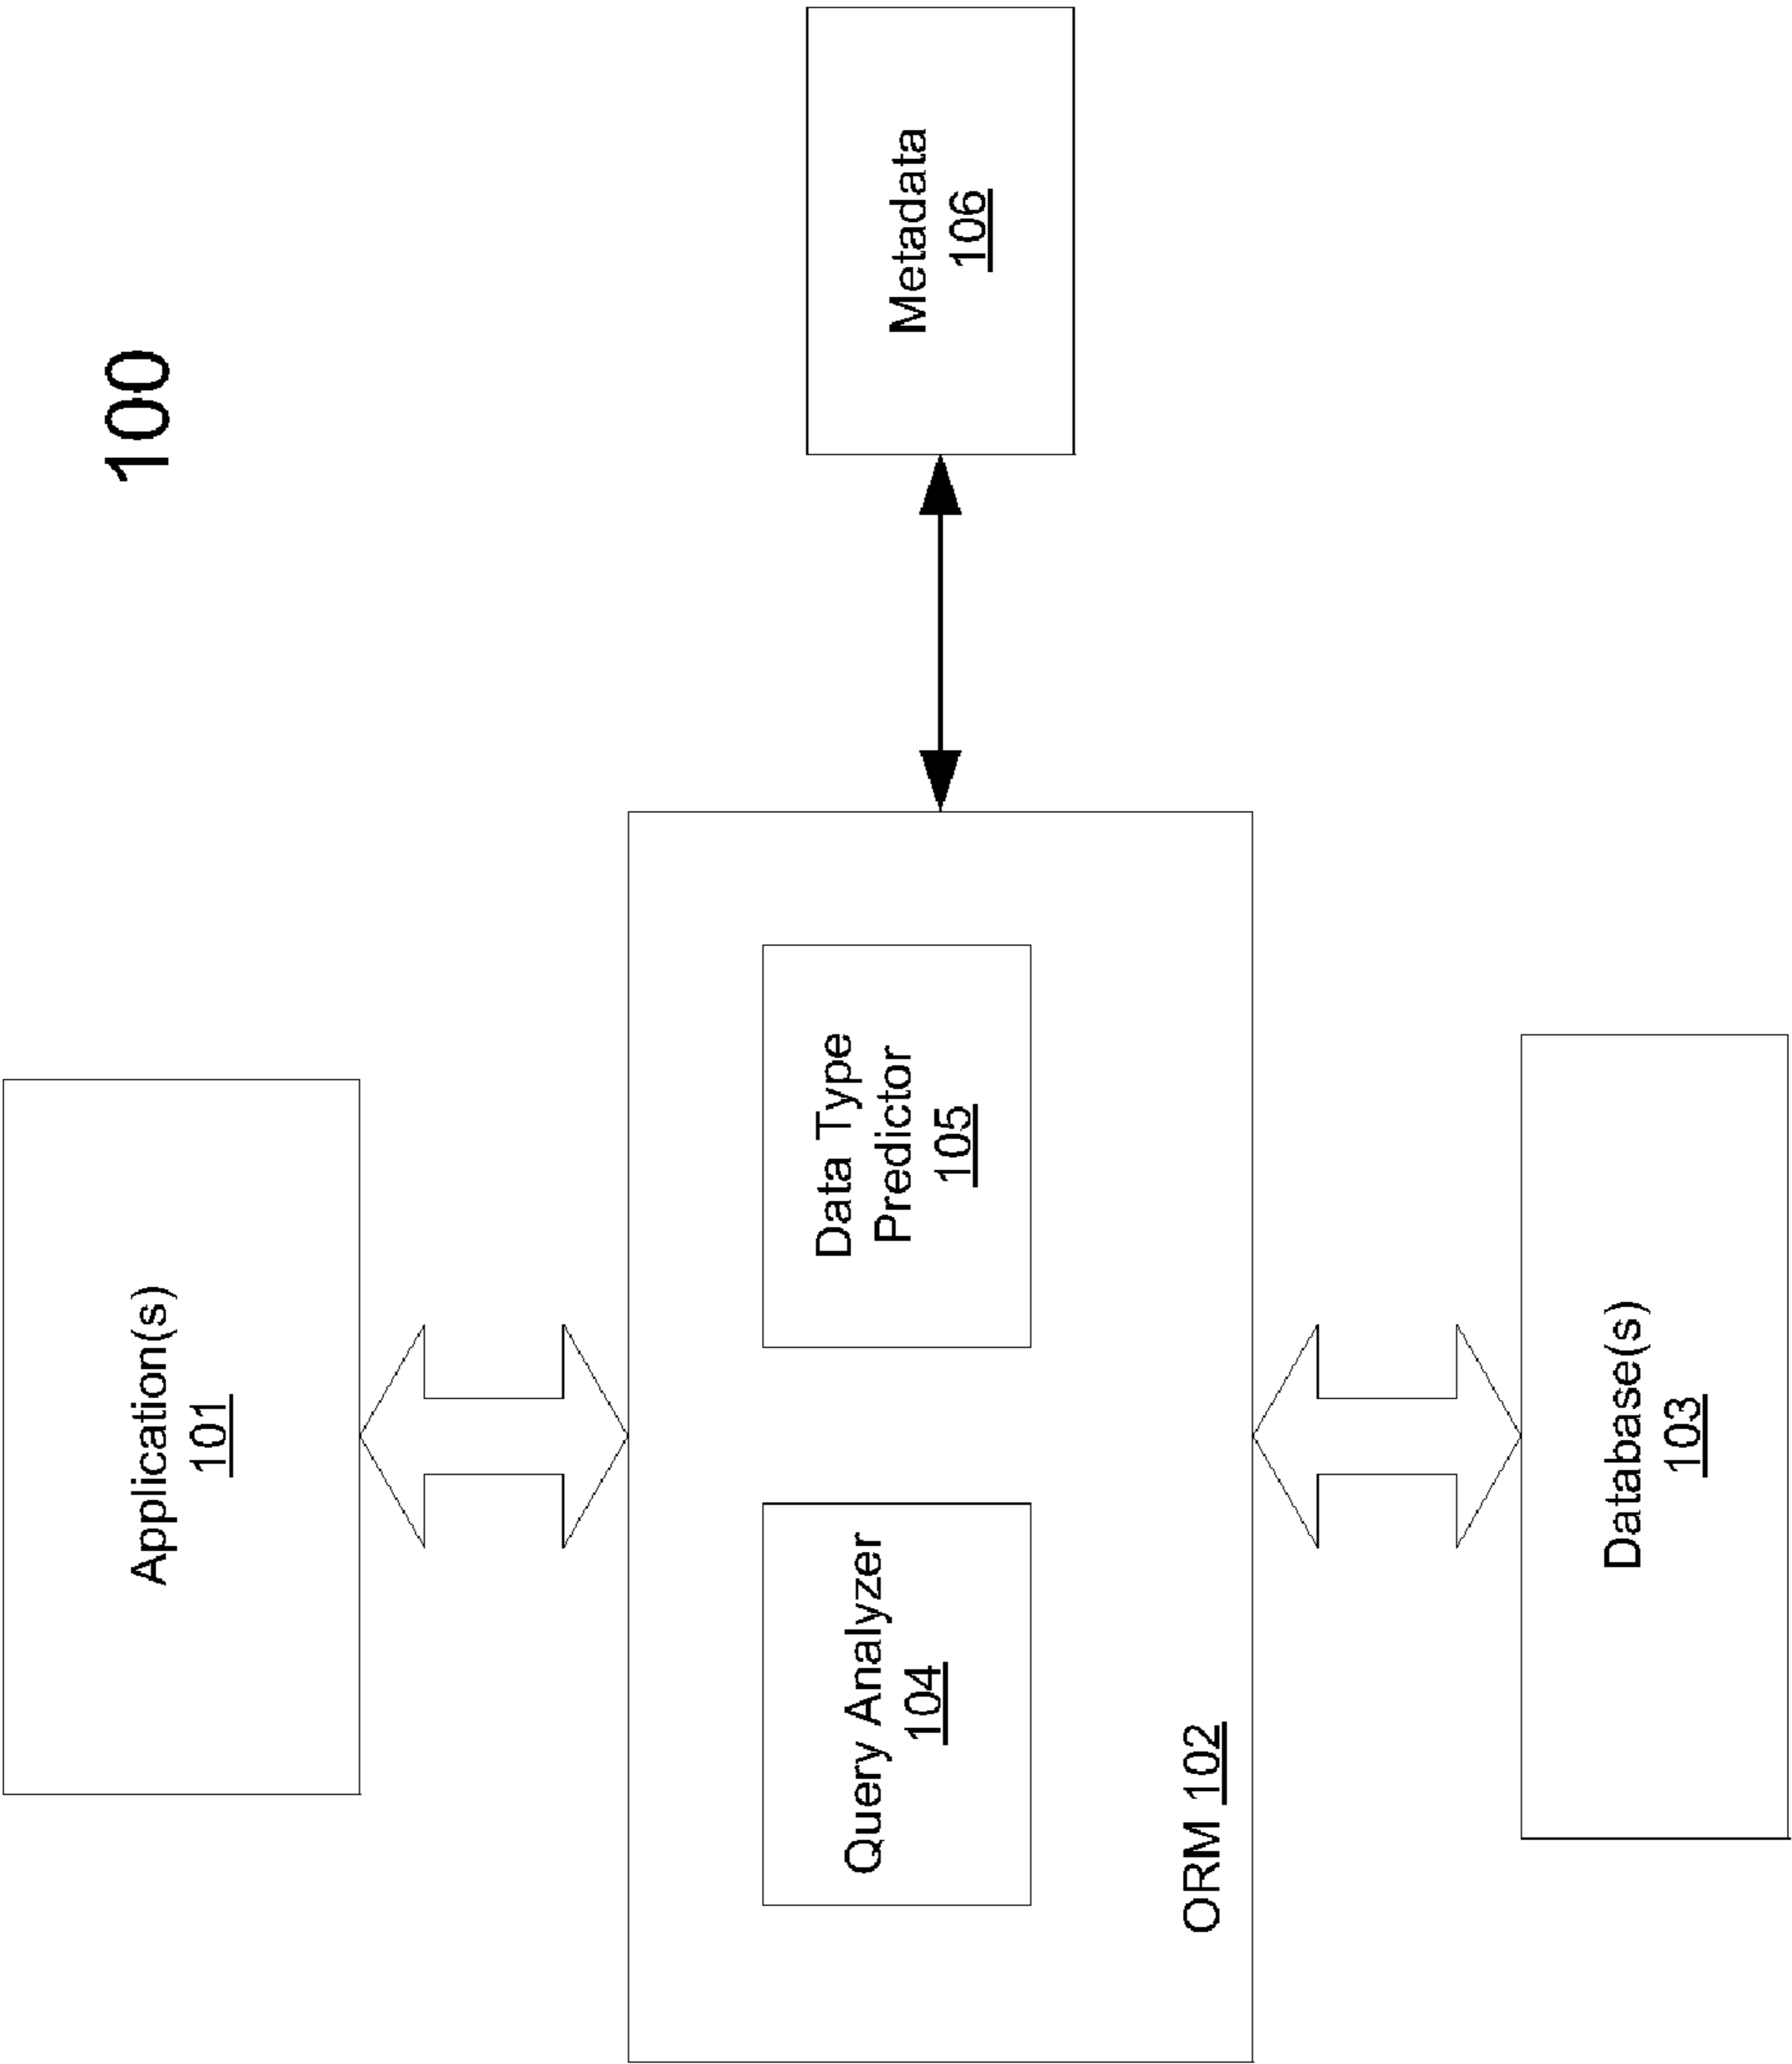 100
Application(s)
101
Query Analyzer
104
Data Type
Predictor
105
ORM 102
Metadata
106
Database(s)
103